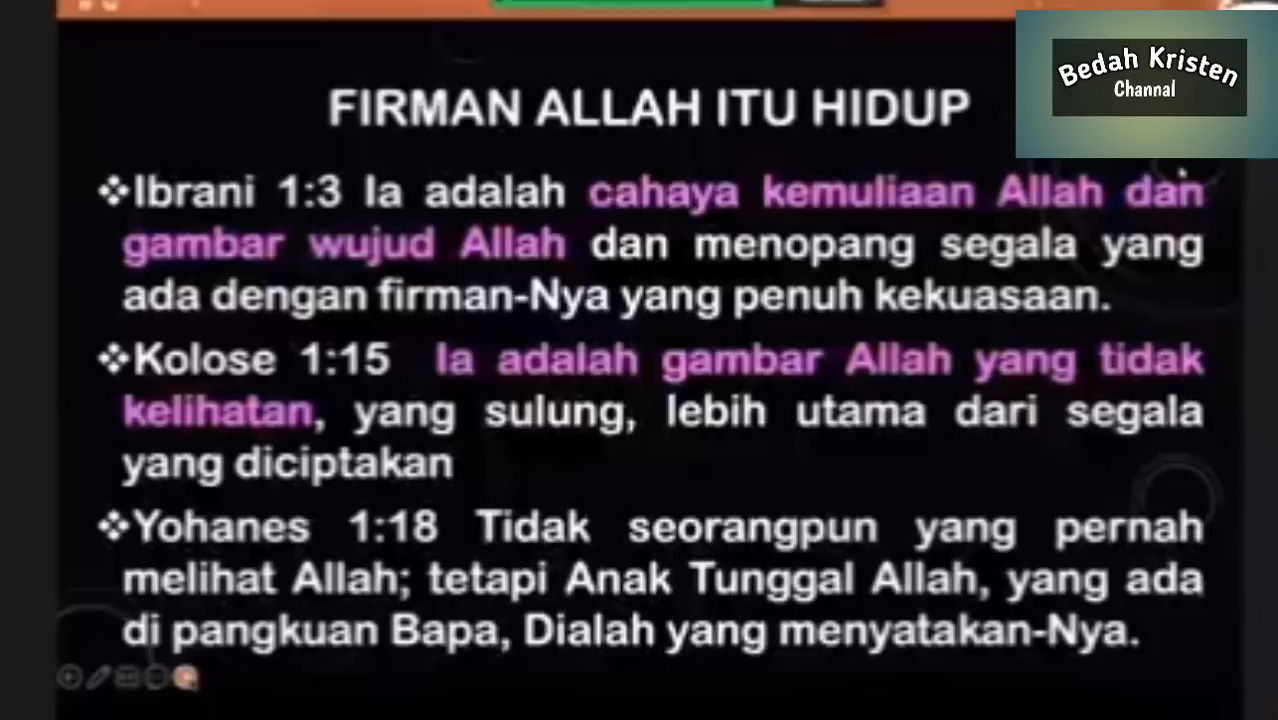 Bedah Kristen
Channal
FIRMAN ALLAH ITU HIDUP
❖Ibrani 1:3 Ia adalah cahaya kemuliaan Allah dan
gambar wujud Allah dan menopang segala yang
ada dengan firman-Nya yang penuh kekuasaan.
❖Kolose 1:15 Ia adalah gambar Allah yang tidak
kelihatan, yang sulung, lebih utama dari segala
yang diciptakan
❖Yohanes 1:18 Tidak seorangpun yang pernah
melihat Allah; tetapi Anak Tunggal Allah, yang ada
di pangkuan Bapa, Dialah yang menyatakan-Nya.